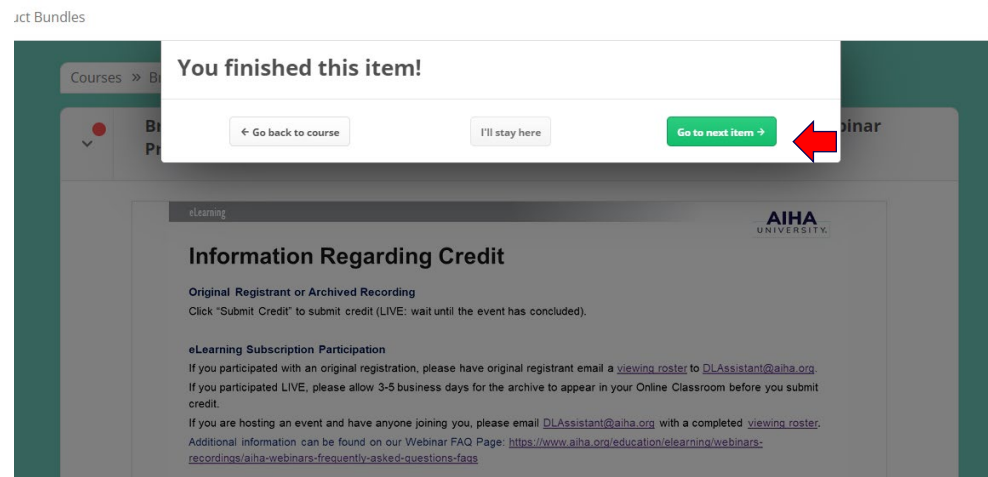 uct Bundles
You finished this item!
Courses » B
← Go back to course
I'll stay here
Go to next item →
Br
binar
Pr
eLearning
AIHA
UNIVERSITY.
Information Regarding Credit
Original Registrant or Archived Recording
Click "Submit Credit" to submit credit (LIVE: wait until the event has concluded).
eLearning Subscription Participation
If you participated with an original registration, please have original registrant email a viewing roster to DLAssistant@aiha.org.
If you participated LIVE, please allow 3-5 business days for the archive to appear in your Online Classroom before you submit
credit.
If you are hosting an event and have anyone joining you, please email DLAssistant@aiha.org with a completed viewing roster.
Additional information can be found on our Webinar FAQ Page: https://www.aiha.org/education/elearning/webinars-
recordings/aiha-webinars-frequently-asked-questions-faqs